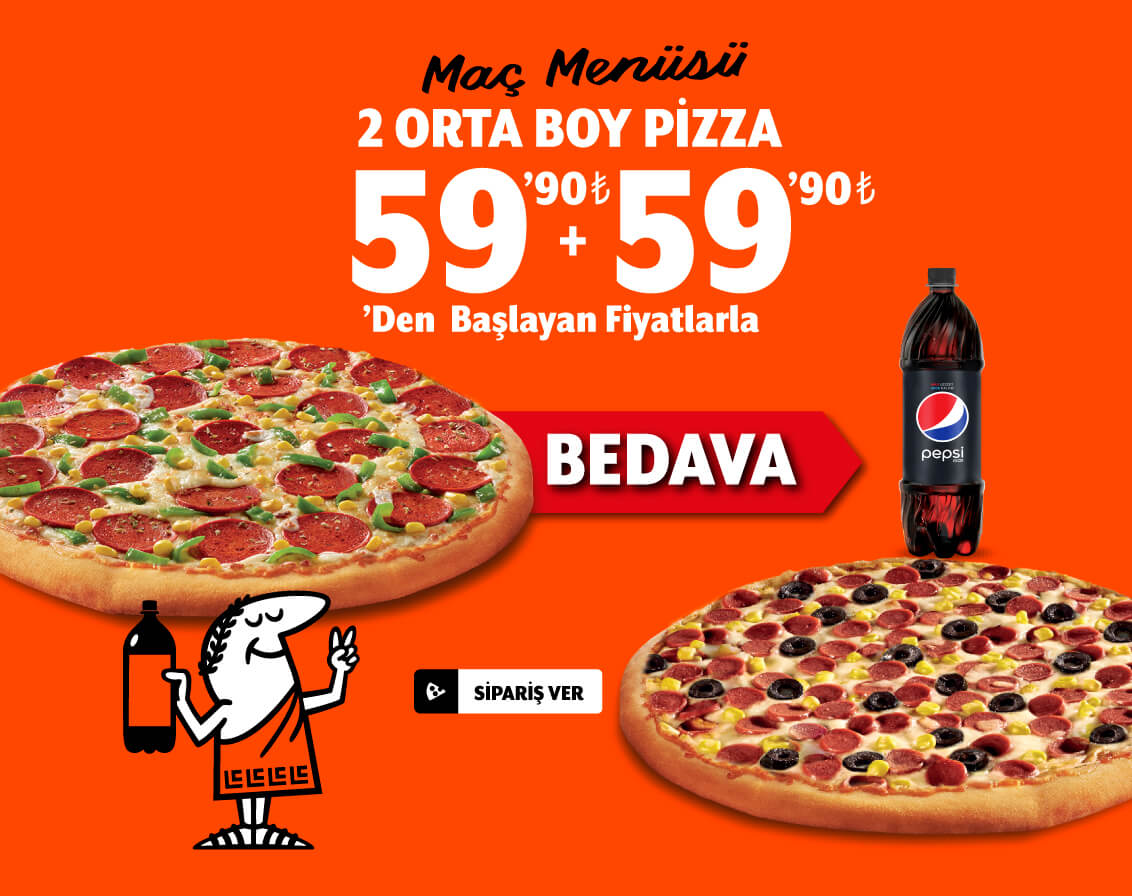 Maç Menüsü
2 ORTA BOY PİZZA
59'90₺ + 59'90₺
'Den Başlayan Fiyatlarla
BEDAVA
pepsi
SİPARİŞ VER